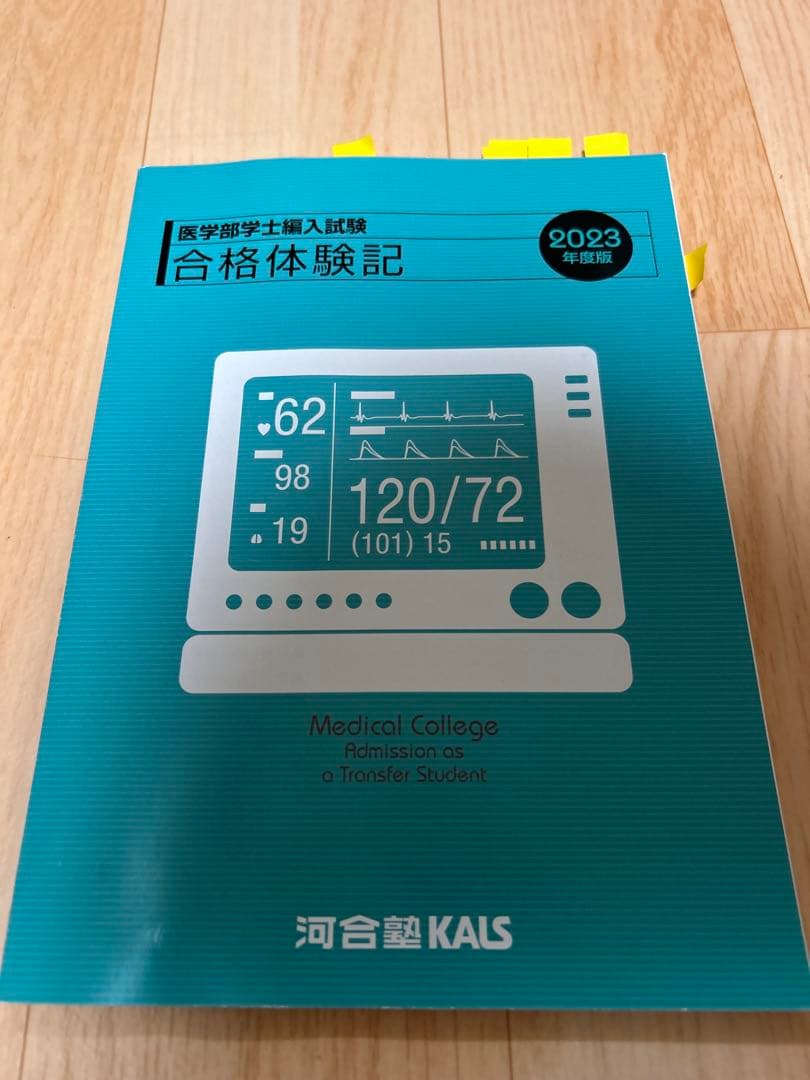 医学部学士編入試験
合格体験記
2023
年度版
62
98
19
120/72
(101) 15
Medical College
Admission as
a Transfer Student
河合塾KALS